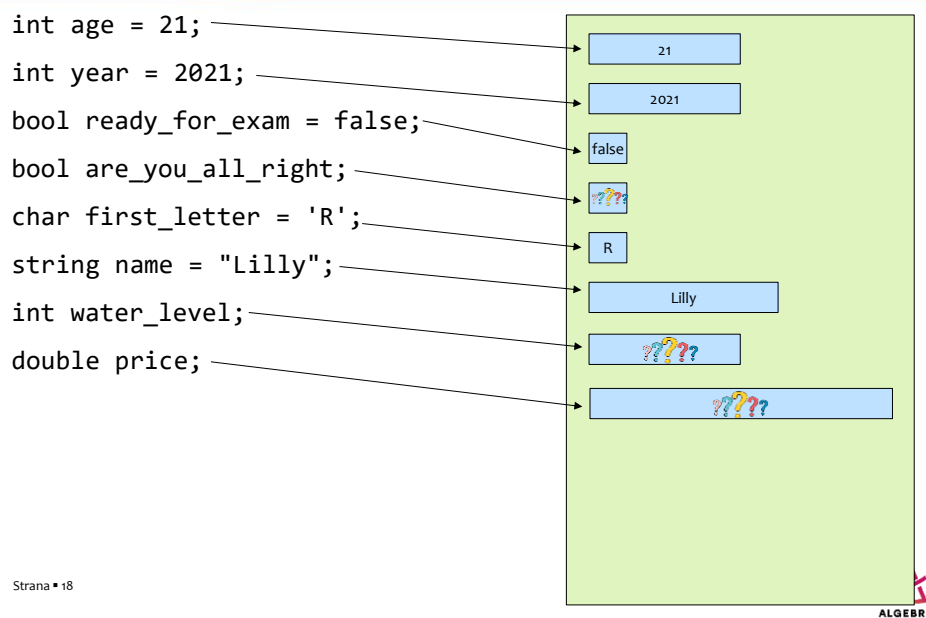 int age = 21;
21
int year = 2021;
2021
bool ready_for_exam = false;
false
bool are_you_all_right;
?????
char first_letter = 'R';
R
string name = "Lilly";
Lilly
int water_level;
?????
double price;
?????
Strana ▪ 18
ALGEBR